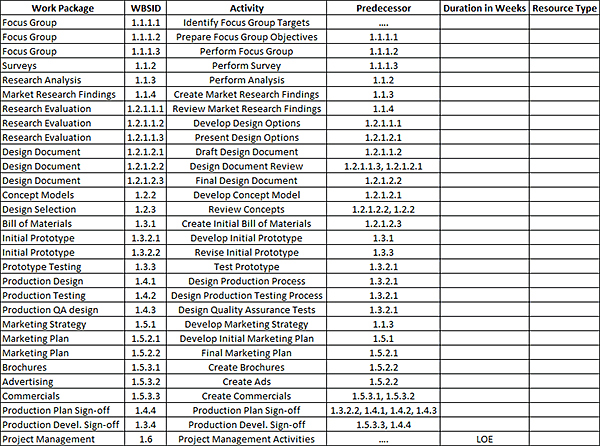 Work Package WBSID Activity Predecessor Duration in Weeks Resource Type
Focus Group 1.1.1.1 Identify Focus Group Targets ....
Focus Group 1.1.1.2 Prepare Focus Group Objectives 1.1.1.1
Focus Group 1.1.1.3 Perform Focus Group 1.1.1.2
Surveys 1.1.2 Perform Survey 1.1.1.3
Research Analysis 1.1.3 Perform Analysis 1.1.2
Market Research Findings 1.1.4 Create Market Research Findings 1.1.3
Research Evaluation 1.2.1.1.1 Review Market Research Findings 1.1.4
Research Evaluation 1.2.1.1.2 Develop Design Options 1.2.1.1.1
Research Evaluation 1.2.1.1.3 Present Design Options 1.2.1.2.1
Design Document 1.2.1.2.1 Draft Design Document 1.2.1.1.2
Design Document 1.2.1.2.2 Design Document Review 1.2.1.1.3, 1.2.1.2.1
Design Document 1.2.1.2.3 Final Design Document 1.2.1.2.2
Concept Models 1.2.2 Develop Concept Model 1.2.1.2.1
Design Selection 1.2.3 Review Concepts 1.2.1.2.2, 1.2.2
Bill of Materials 1.3.1 Create Initial Bill of Materials 1.2.1.2.3
Initial Prototype 1.3.2.1 Develop Initial Prototype 1.3.1
Initial Prototype 1.3.2.2 Revise Initial Prototype 1.3.3
Prototype Testing 1.3.3 Test Prototype 1.3.2.1
Production Design 1.4.1 Design Production Process 1.3.2.1
Production Testing 1.4.2 Design Production Testing Process 1.3.2.1
Production QA design 1.4.3 Design Quality Assurance Tests 1.3.2.1
Marketing Strategy 1.5.1 Develop Marketing Strategy 1.1.3
Marketing Plan 1.5.2.1 Develop Initial Marketing Plan 1.5.1
Marketing Plan 1.5.2.2 Final Marketing Plan 1.5.2.1
Brochures 1.5.3.1 Create Brochures 1.5.2.2
Advertising 1.5.3.2 Create Ads 1.5.2.2
Commercials 1.5.3.3 Create Commercials 1.5.3.1, 1.5.3.2
Production Plan Sign-off 1.4.4 Production Plan Sign-off 1.3.2.2, 1.4.1, 1.4.2, 1.4.3
Production Devel. Sign-off 1.3.4 Production Devel. Sign-off 1.5.3.3, 1.4.4
Project Management 1.6 Project Management Activities .... LOE